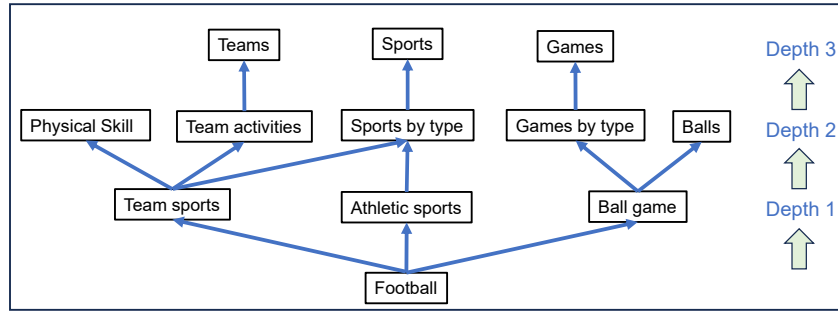 Teams
Sports
Games
Depth 3
Physical Skill
Team activities
Sports by type
Games by type
Balls
Depth 2
Team sports
Athletic sports
Ball game
Depth 1
Football